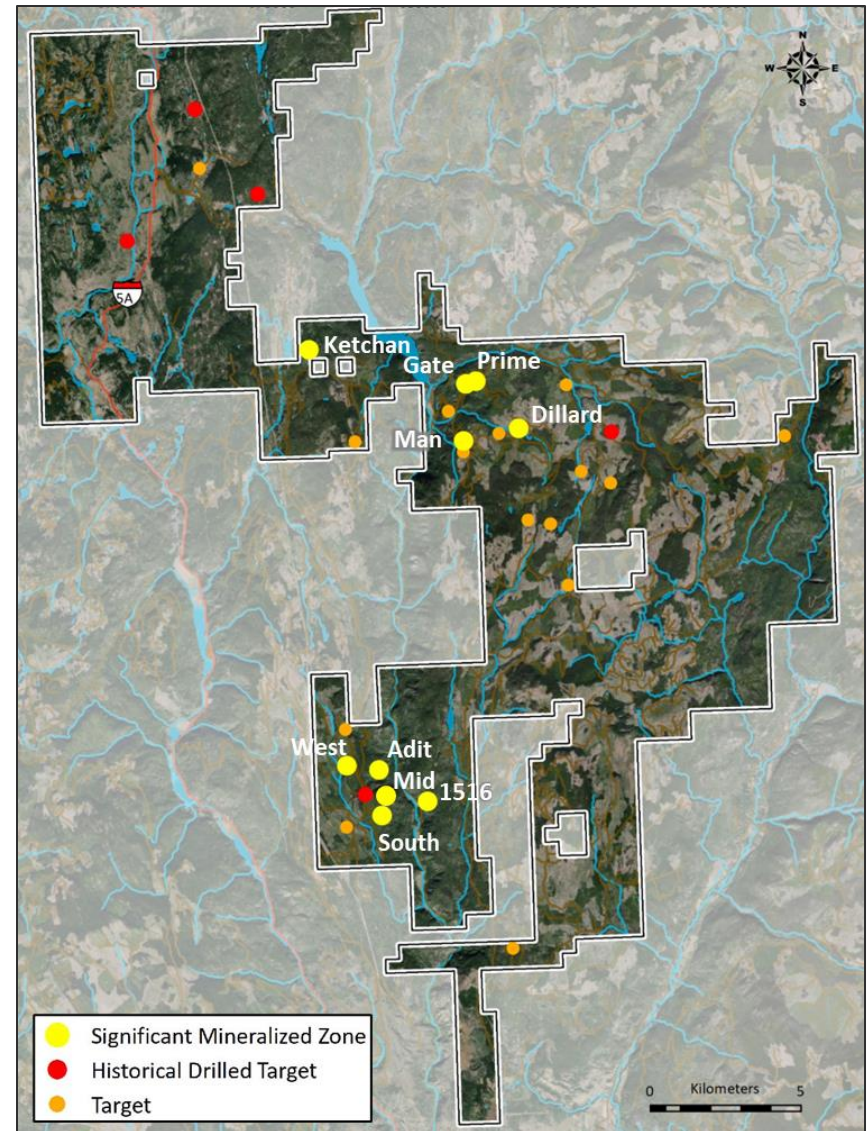 N
W E
S
5A
Ketchan
Gate
Prime
Dillard
Man
West
Adit
Mid
1516
South
Significant Mineralized Zone
Historical Drilled Target
Target
0 Kilometers 5